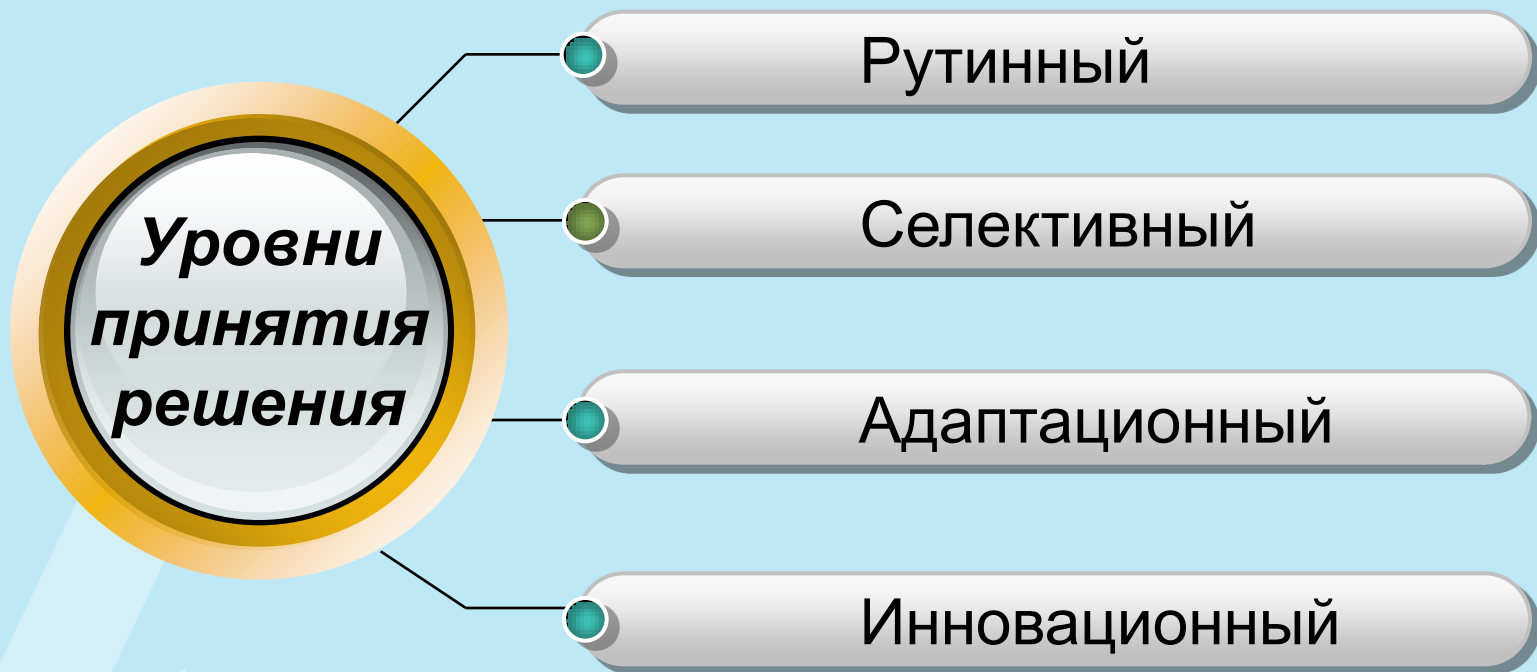 Уровни
принятия
решения
Рутинный
Селективный
Адаптационный
Инновационный